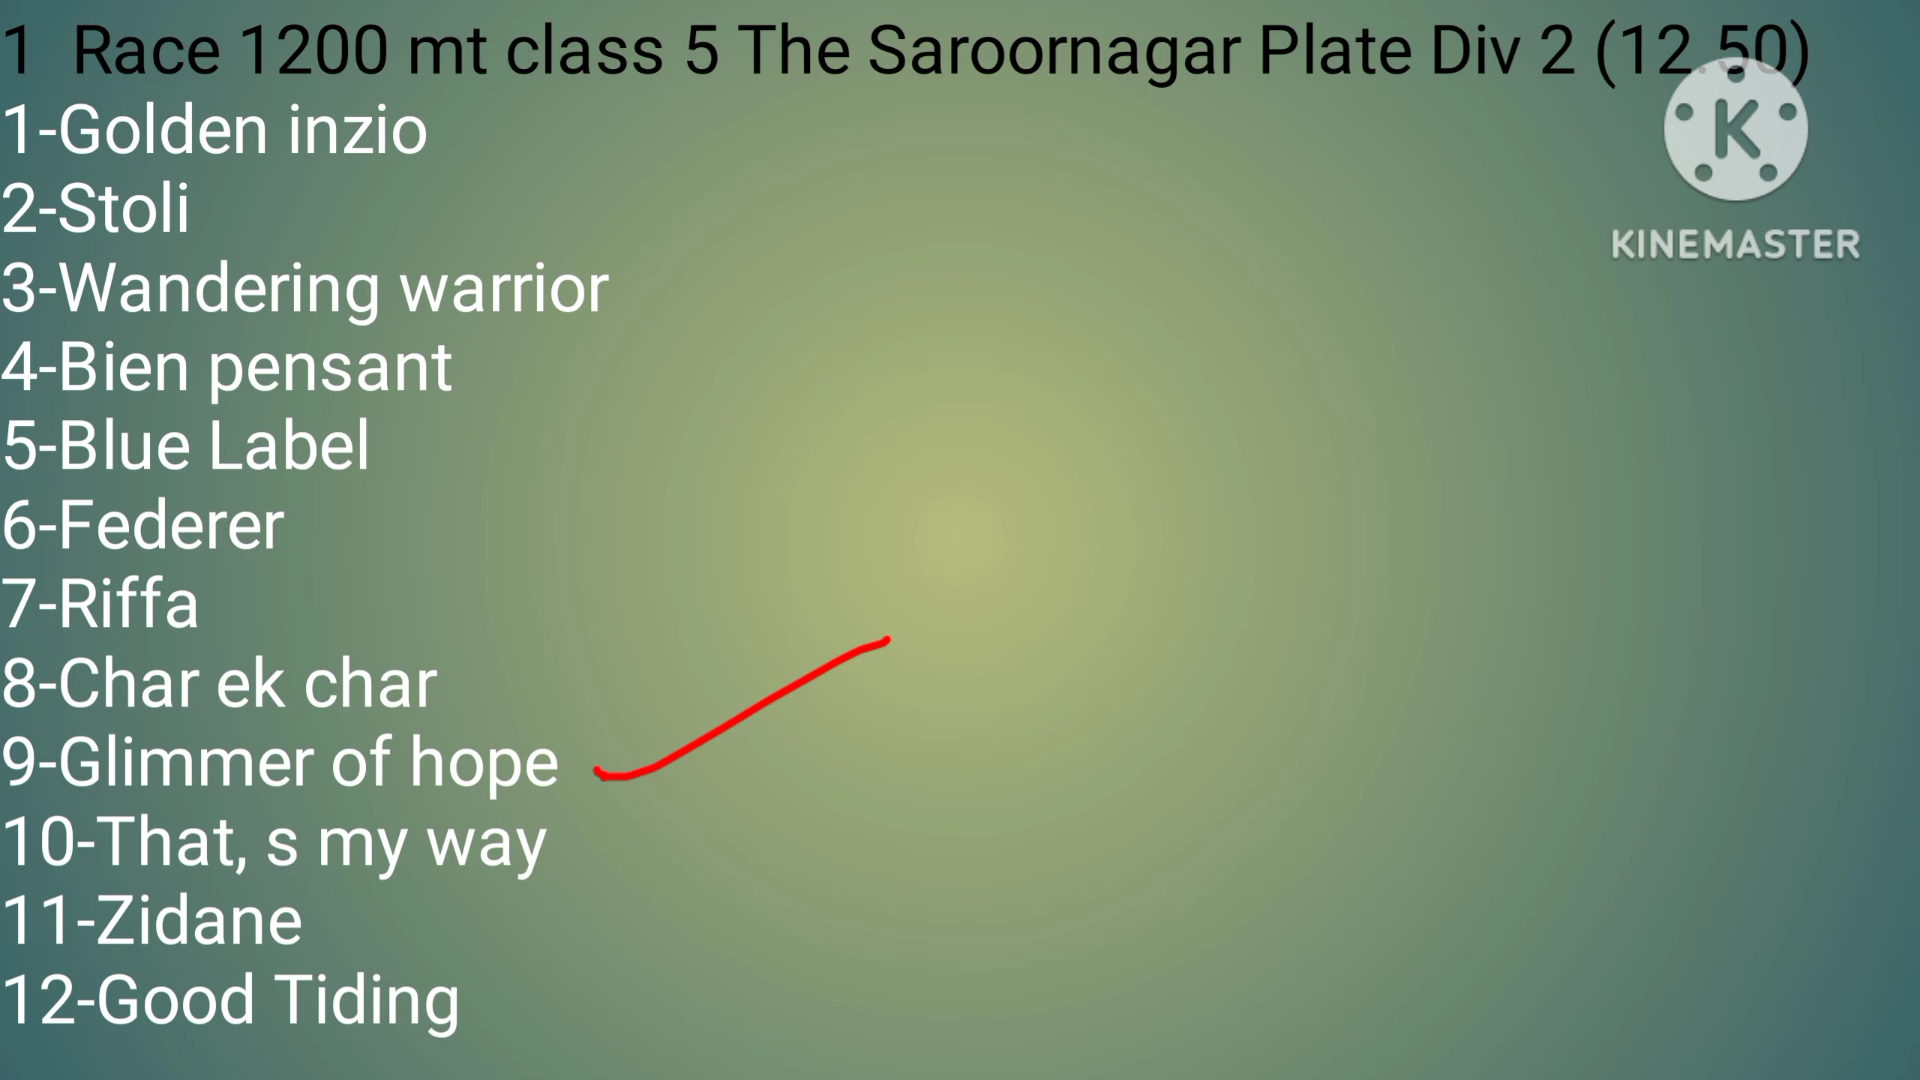 1  Race 1200 mt class 5 The Saroornagar Plate Div 2 (12.50)
1-Golden inzio
2-Stoli
3-Wandering warrior
4-Bien pensant
5-Blue Label
6-Federer
7-Riffa
8-Char ek char
9-Glimmer of hope
10-That, s my way
11-Zidane
12-Good Tiding
K
KINEMASTER